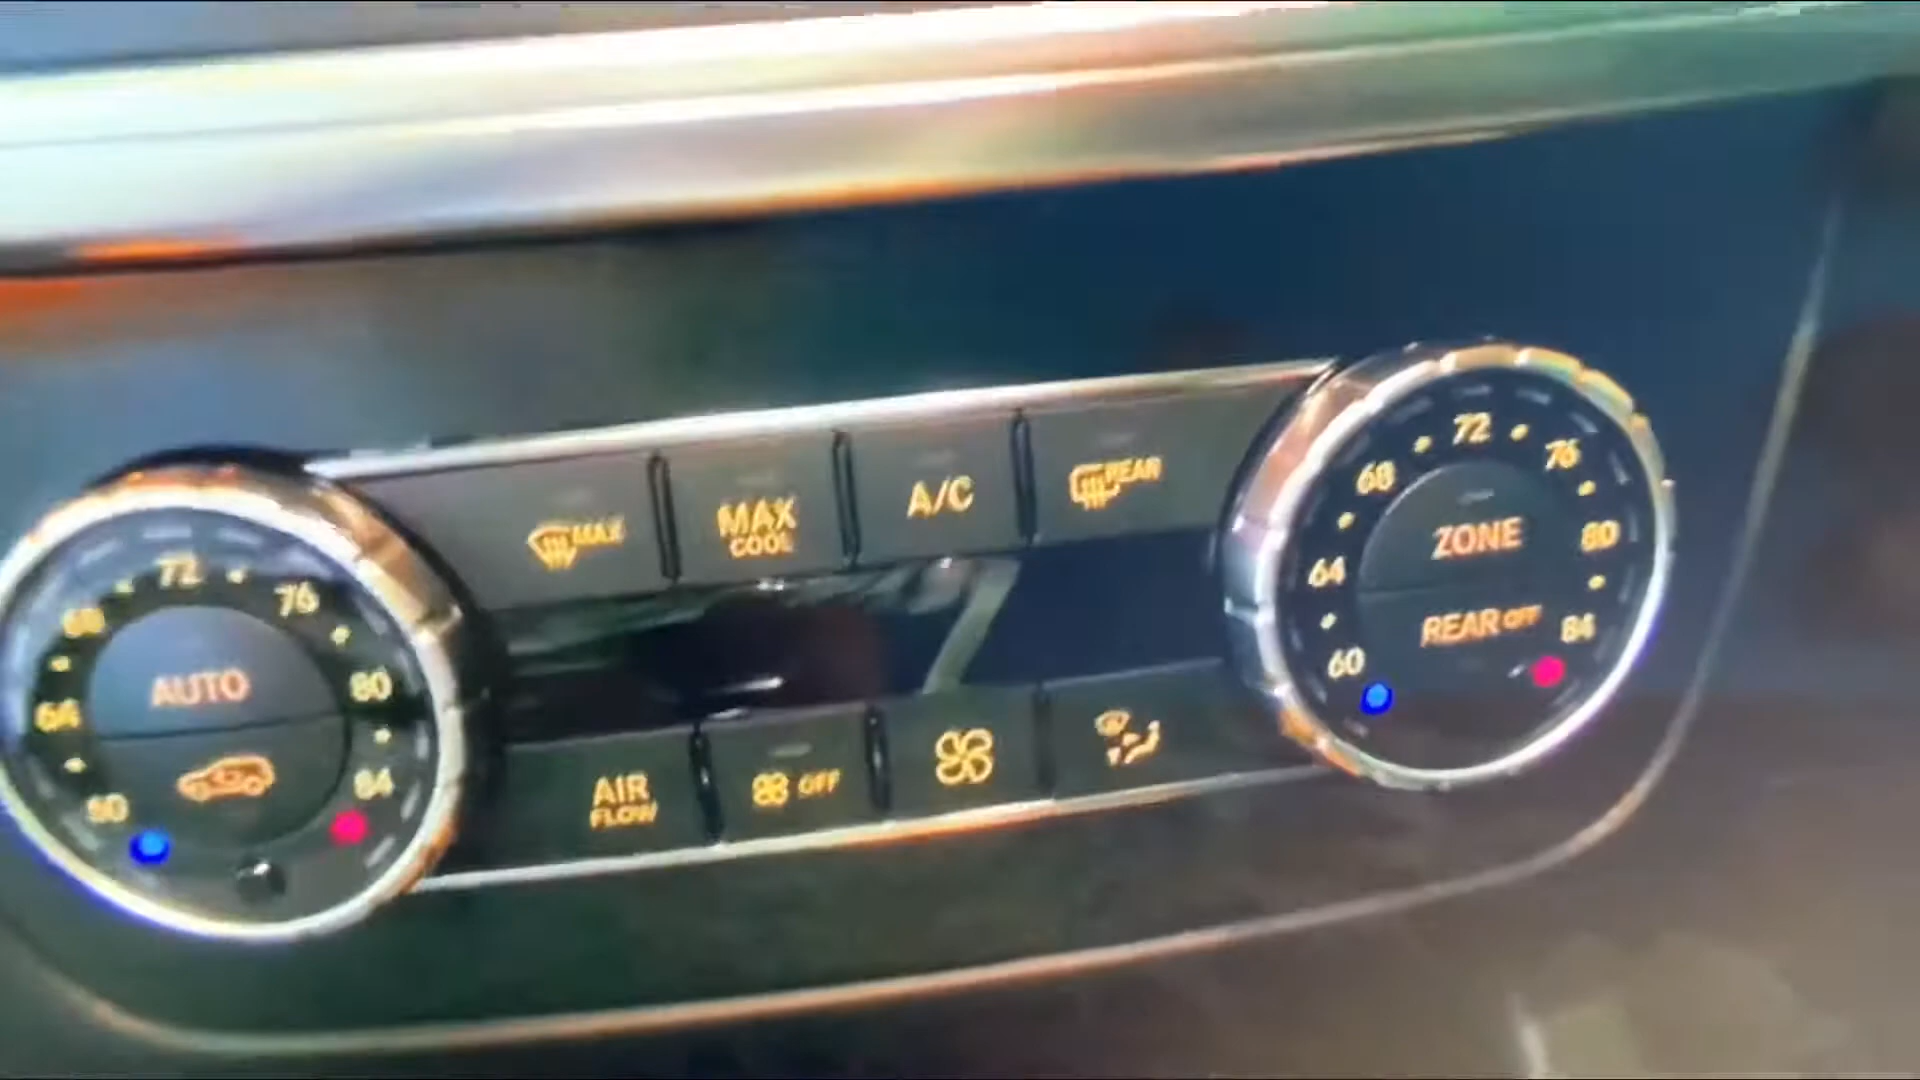 72
76
68
80
64
84
60
AUTO
MAX
MAX
COOL
A/C
REAR
AIR
FLOW
OFF
72
76
68
80
64
84
60
ZONE
REAR OFF